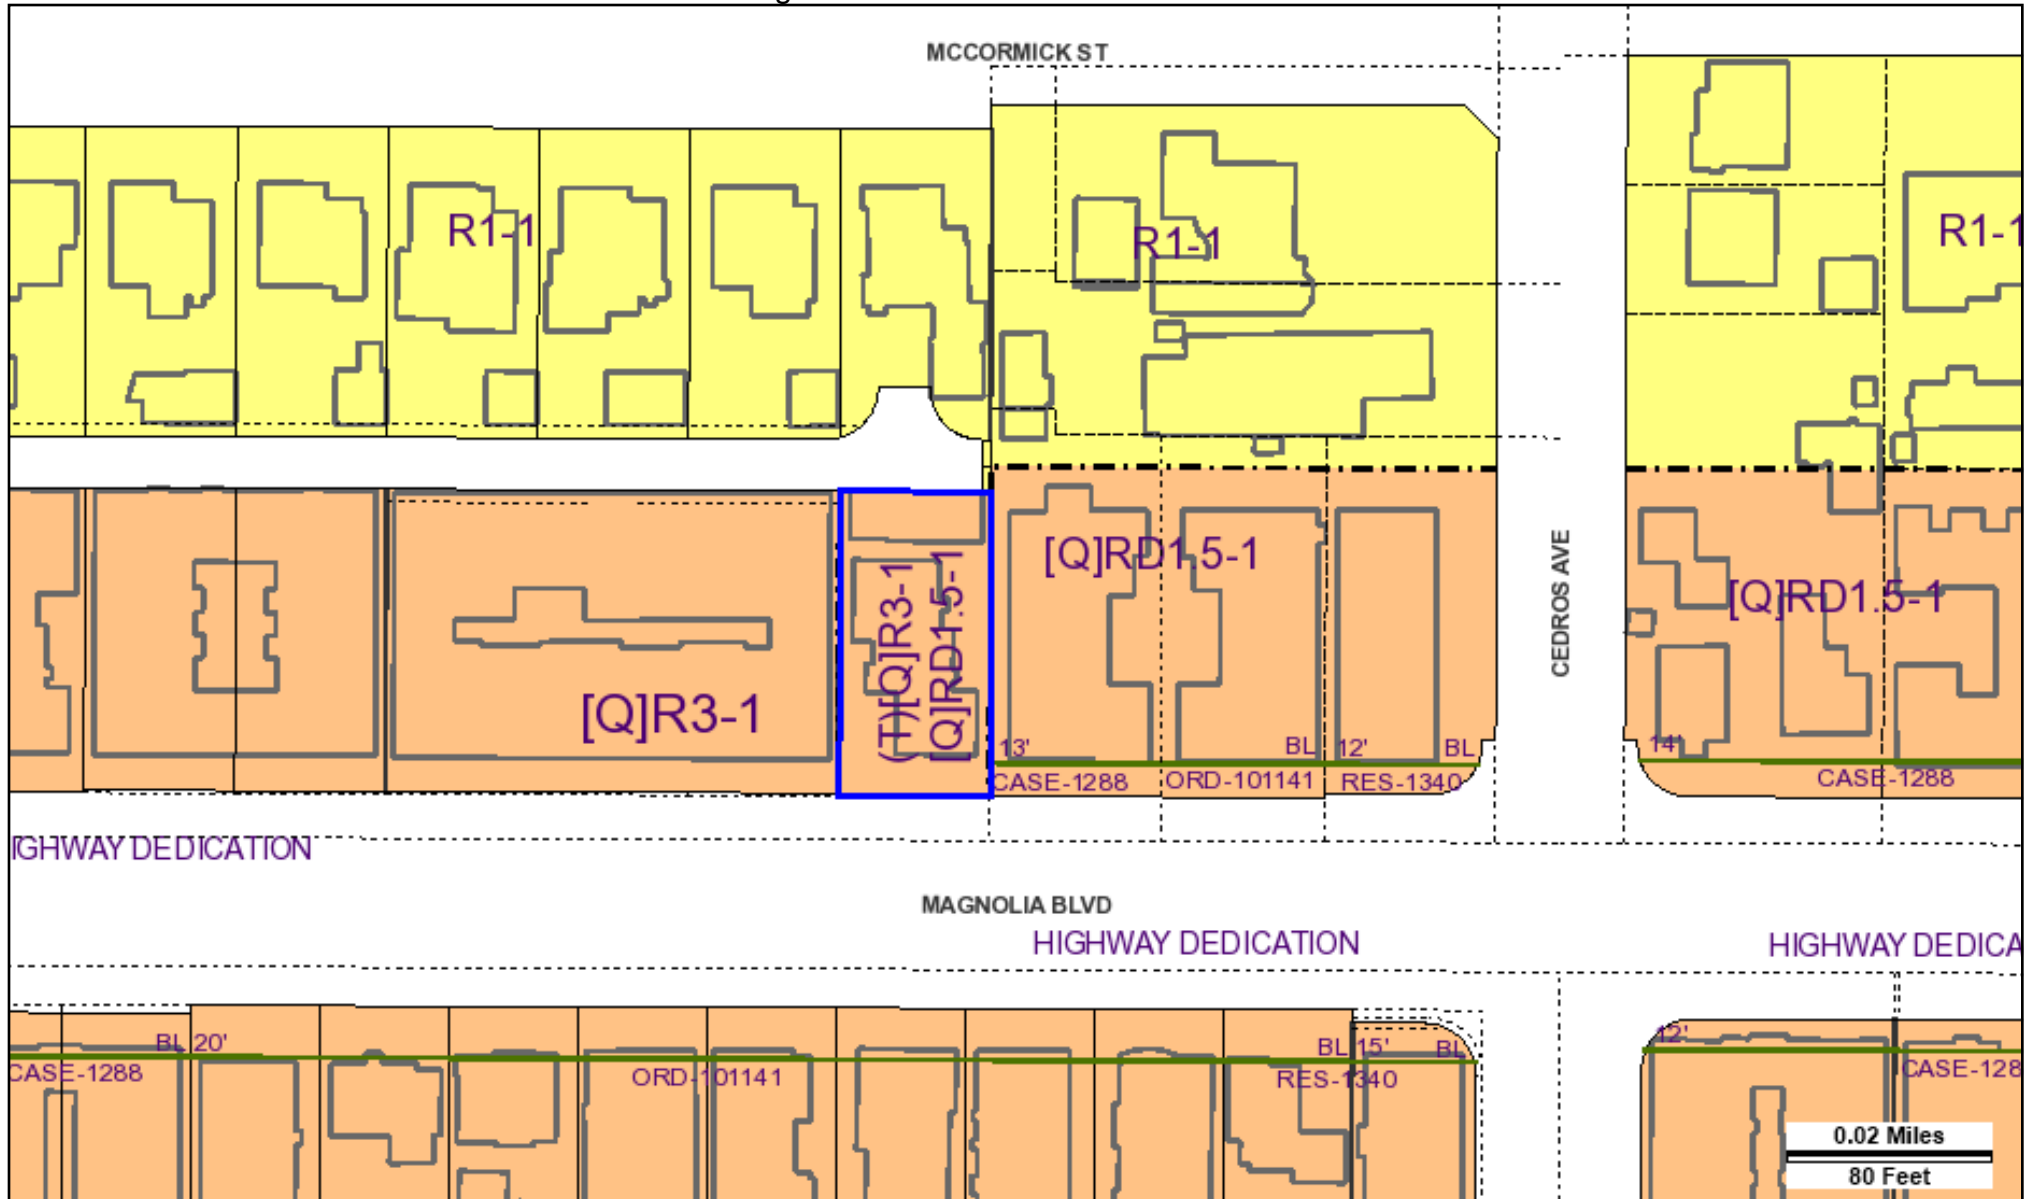 MCCORMICK ST
R1-1
R1-1
R1-1
[Q]RD1.5-1
[Q]RD1.5-1
(T)[Q]R3-1
[Q]RD1.5-1
[Q]R3-1
CEDROS AVE
13'
BL
12'
BL
14'
CASE-1288
ORD-101141
RES-1340
CASE-1288
IGHWAY DEDICATION
MAGNOLIA BLVD
HIGHWAY DEDICATION
HIGHWAY DEDICA
BL 20'
BL 15'
BL
12'
CASE-1288
ORD-101141
RES-1340
CASE-128
0.02 Miles
80 Feet